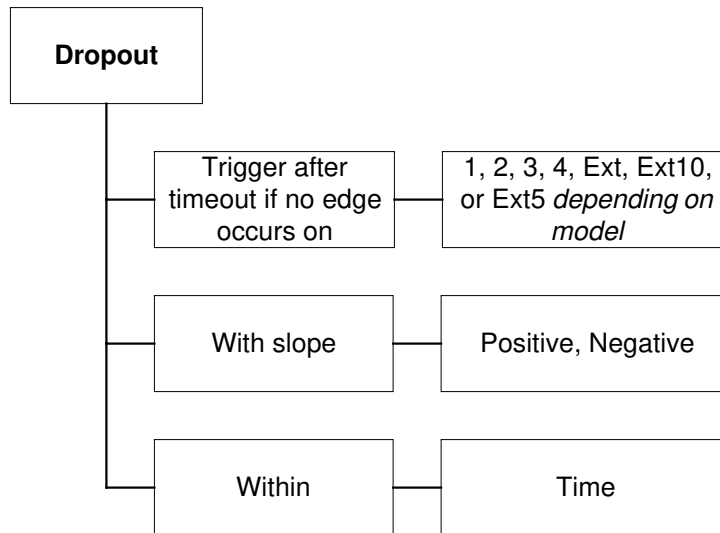 Dropout
Trigger after
timeout if no edge
occurs on
1, 2, 3, 4, Ext, Ext10,
or Ext5 depending on
model
With slope
Positive, Negative
Within
Time